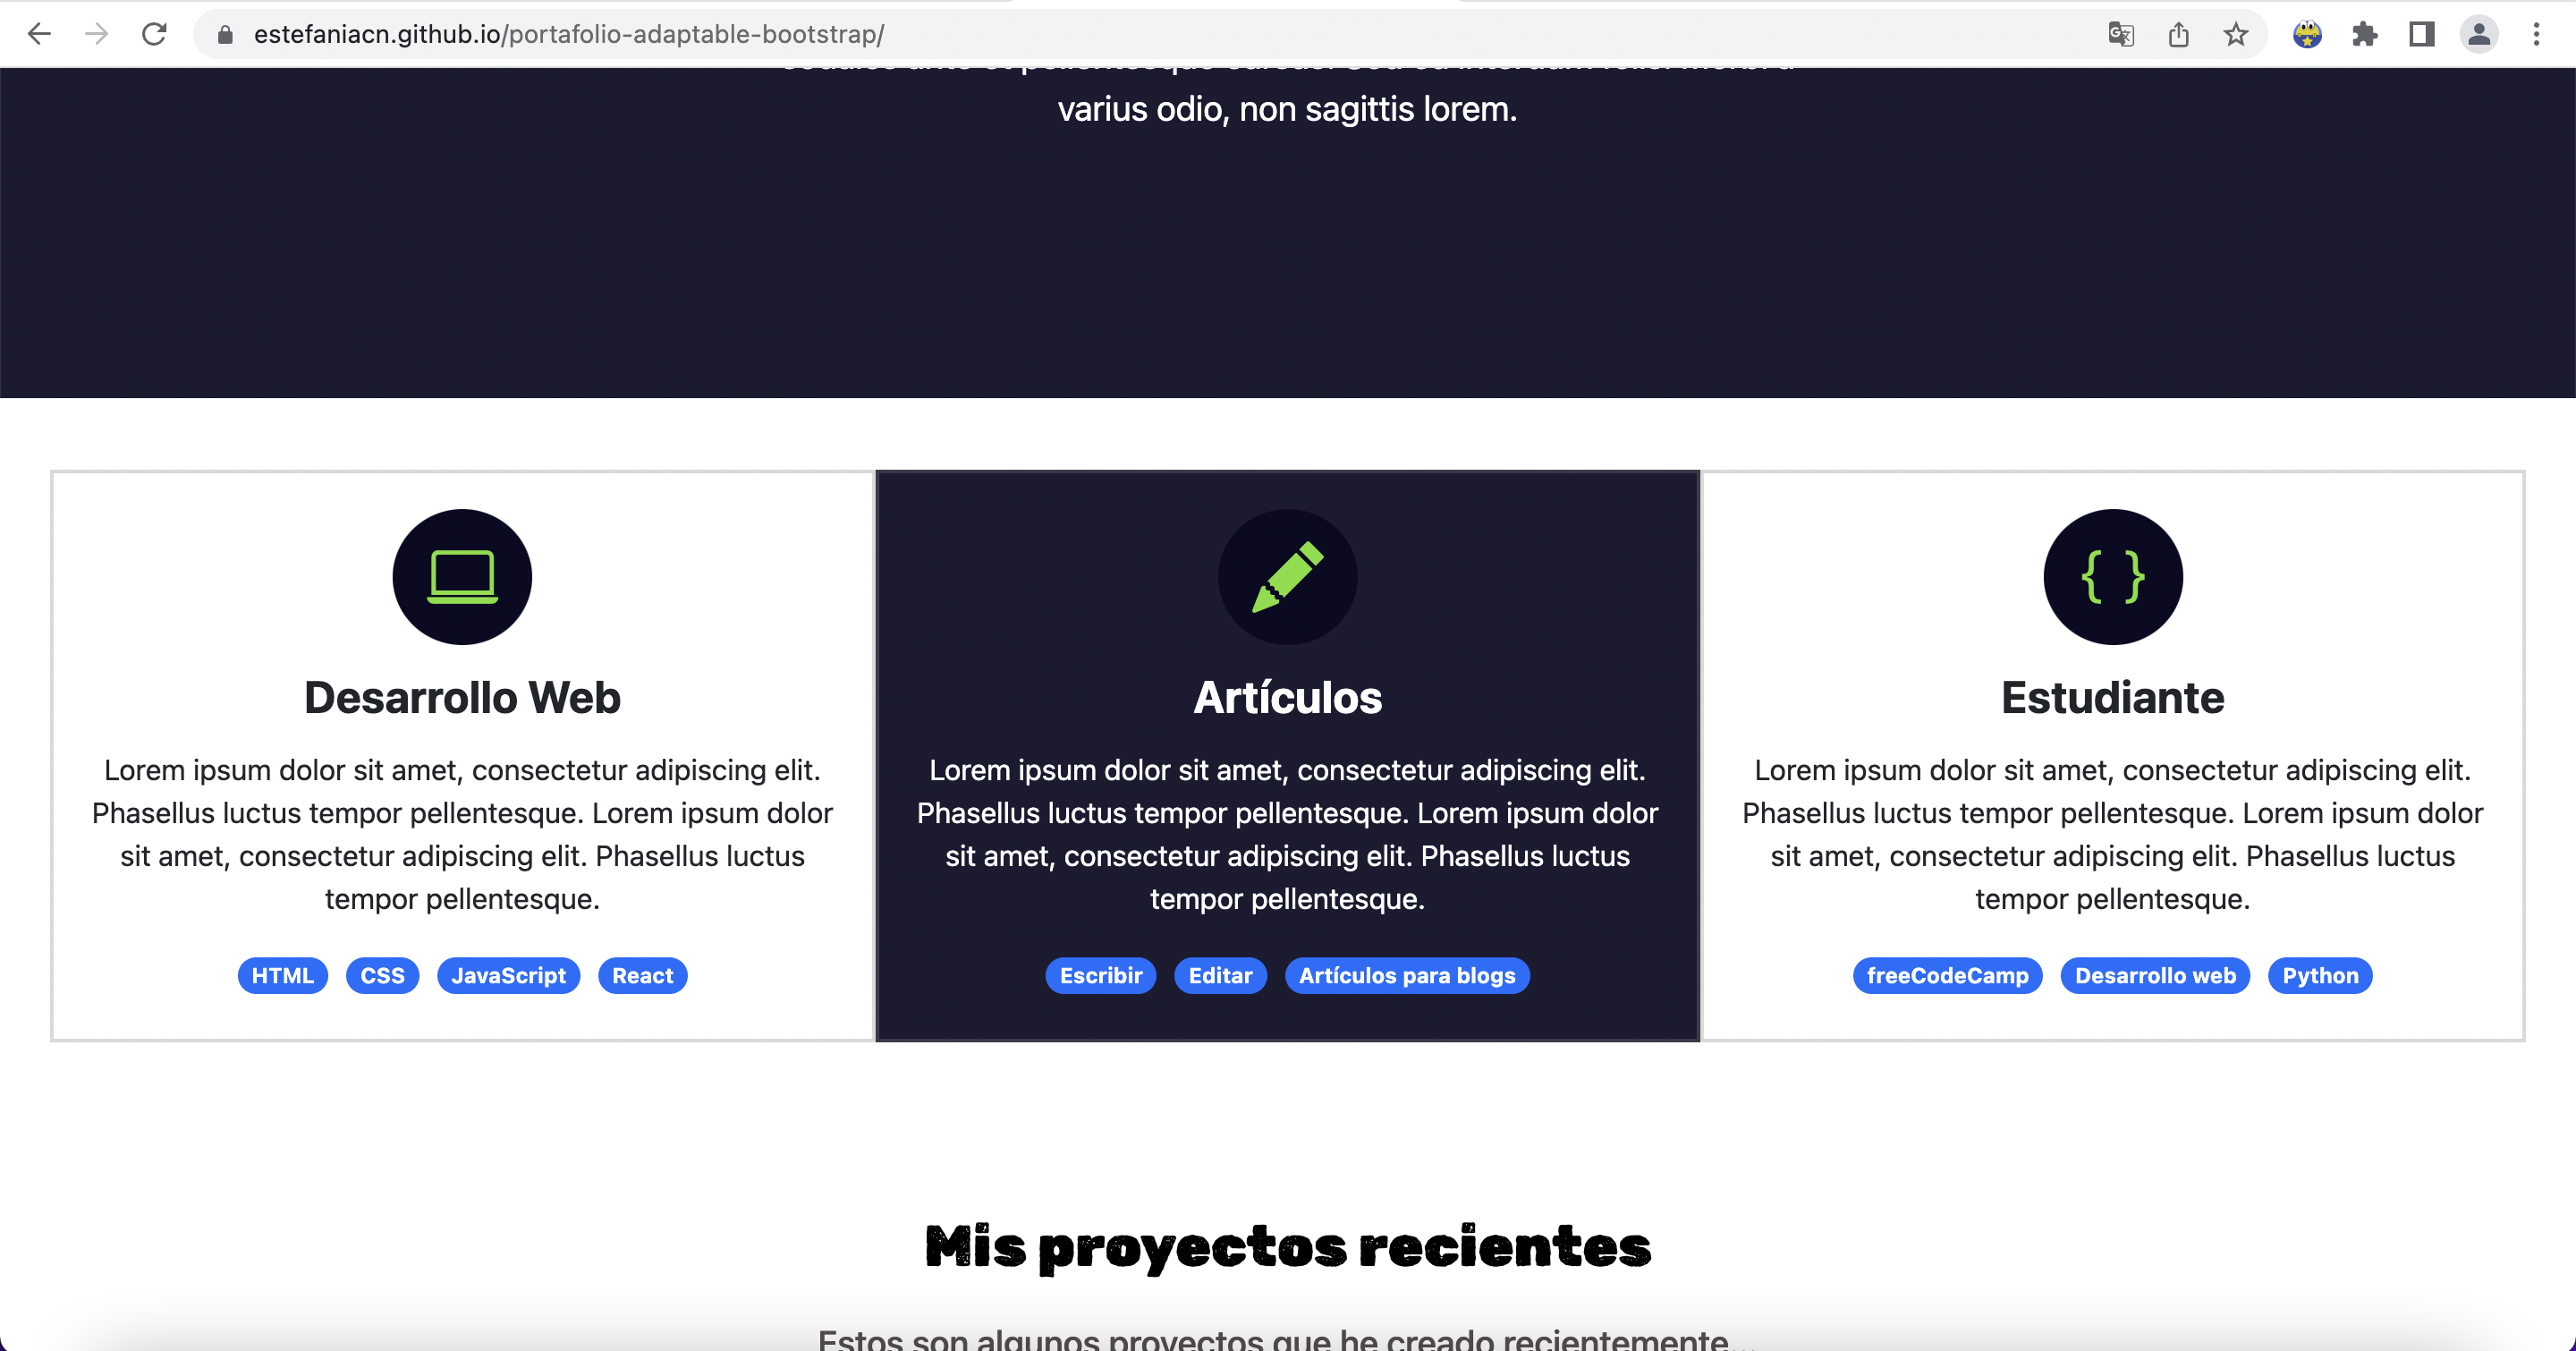 estefaniacn.github.io/portafolio-adaptable-bootstrap/
varius odio, non sagittis lorem.
Desarrollo Web
Lorem ipsum dolor sit amet, consectetur adipiscing elit.
Phasellus luctus tempor pellentesque. Lorem ipsum dolor
sit amet, consectetur adipiscing elit. Phasellus luctus
tempor pellentesque.
HTML CSS JavaScript React
Artículos
Lorem ipsum dolor sit amet, consectetur adipiscing elit.
Phasellus luctus tempor pellentesque. Lorem ipsum dolor
sit amet, consectetur adipiscing elit. Phasellus luctus
tempor pellentesque.
Escribir Editar Artículos para blogs
{ }
Estudiante
Lorem ipsum dolor sit amet, consectetur adipiscing elit.
Phasellus luctus tempor pellentesque. Lorem ipsum dolor
sit amet, consectetur adipiscing elit. Phasellus luctus
tempor pellentesque.
freeCodeCamp Desarrollo web Python
Mis proyectos recientes
Estos son algunos proyectos que he creado recientemente...